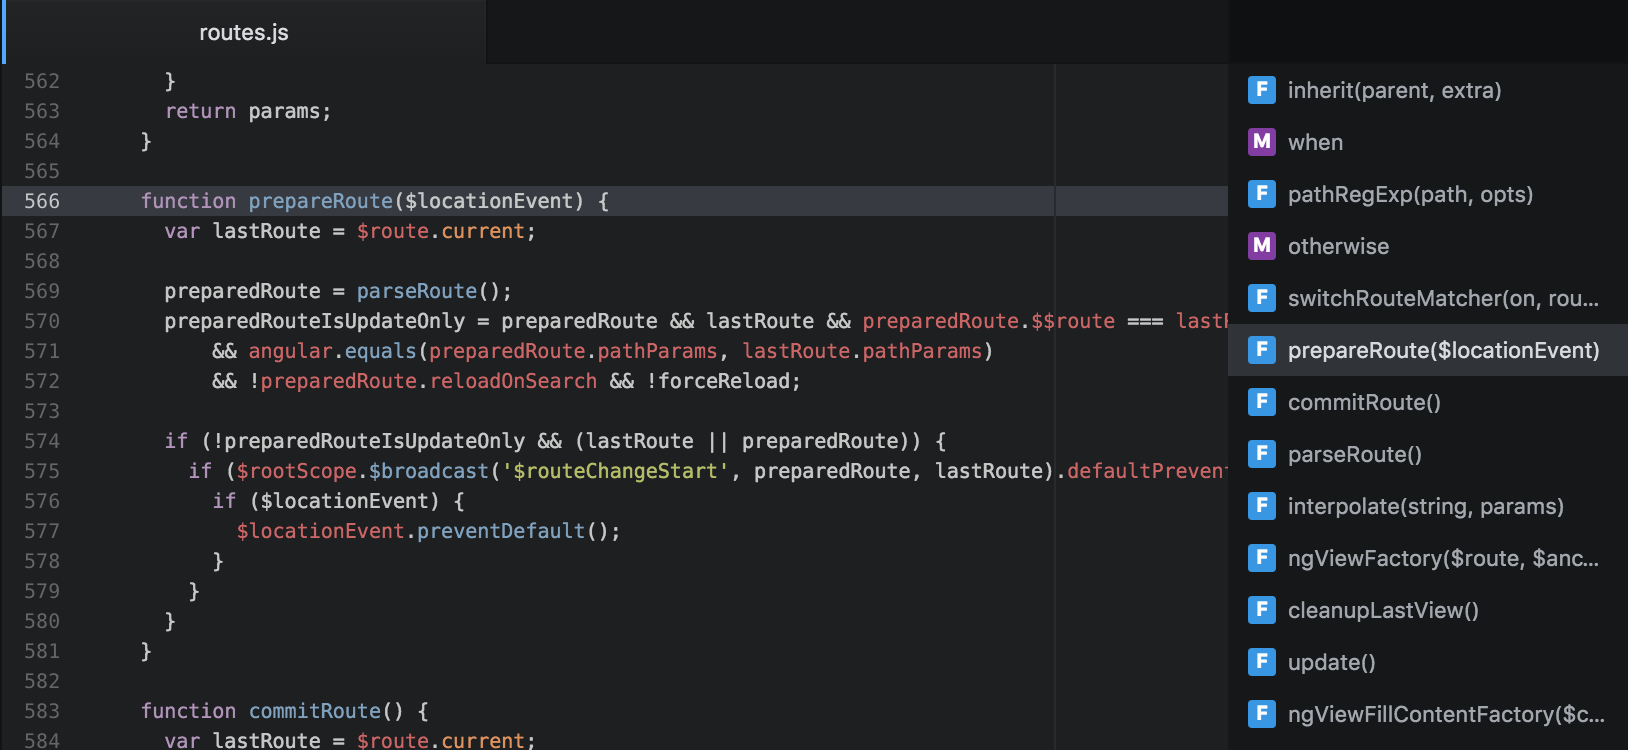 routes.js
562 }
563 return params;
564 }
565
566 function prepareRoute($locationEvent) {
567 var lastRoute = $route.current;
568
569 preparedRoute = parseRoute();
570 preparedRouteIsUpdateOnly = preparedRoute && lastRoute && preparedRoute.$$route === last
571 && angular.equals(preparedRoute.pathParams, lastRoute.pathParams)
572 && !preparedRoute.reloadOnSearch && !forceReload;
573
574 if (!preparedRouteIsUpdateOnly && (lastRoute || preparedRoute)) {
575 if ($rootScope.$broadcast('$routeChangeStart', preparedRoute, lastRoute).defaultPreven
576 if ($locationEvent) {
577 $locationEvent.preventDefault();
578 }
579 }
580 }
581 }
582
583 function commitRoute() {
584 var lastRoute = $route.current;
F inherit(parent, extra)
M when
F pathRegExp(path, opts)
M otherwise
F switchRouteMatcher(on, rou...
F prepareRoute($locationEvent)
F commitRoute()
F parseRoute()
F interpolate(string, params)
F ngViewFactory($route, $anc...
F cleanupLastView()
F update()
F ngViewFillContentFactory($c...